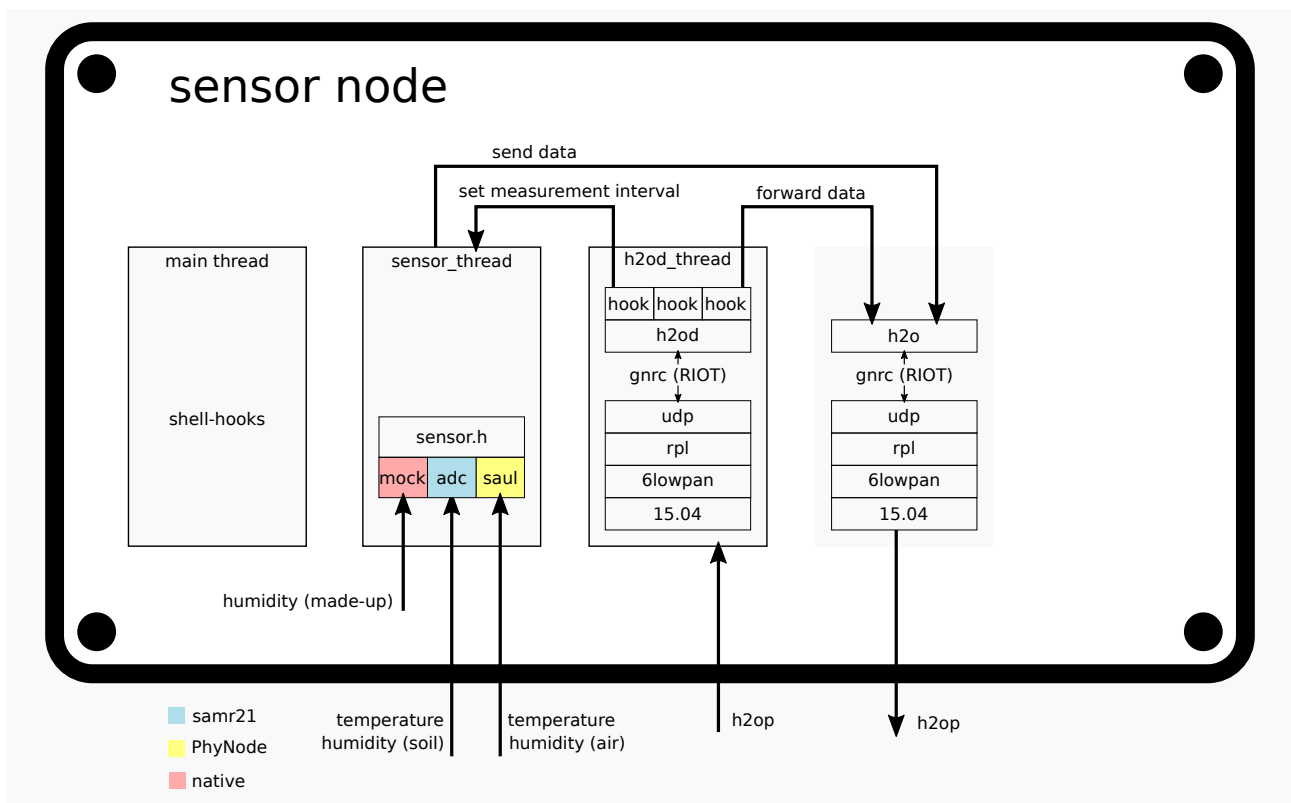 sensor node
send data
set measurement interval
forward data
main thread
shell-hooks
sensor_thread
sensor.h
mock adc saul
h2od_thread
hook hook hook
h2od
gnrc (RIOT)
udp
rpl
6lowpan
15.04
h2o
gnrc (RIOT)
udp
rpl
6lowpan
15.04
humidity (made-up)
temperature
humidity (soil)
temperature
humidity (air)
h2op
h2op
samr21
PhyNode
native